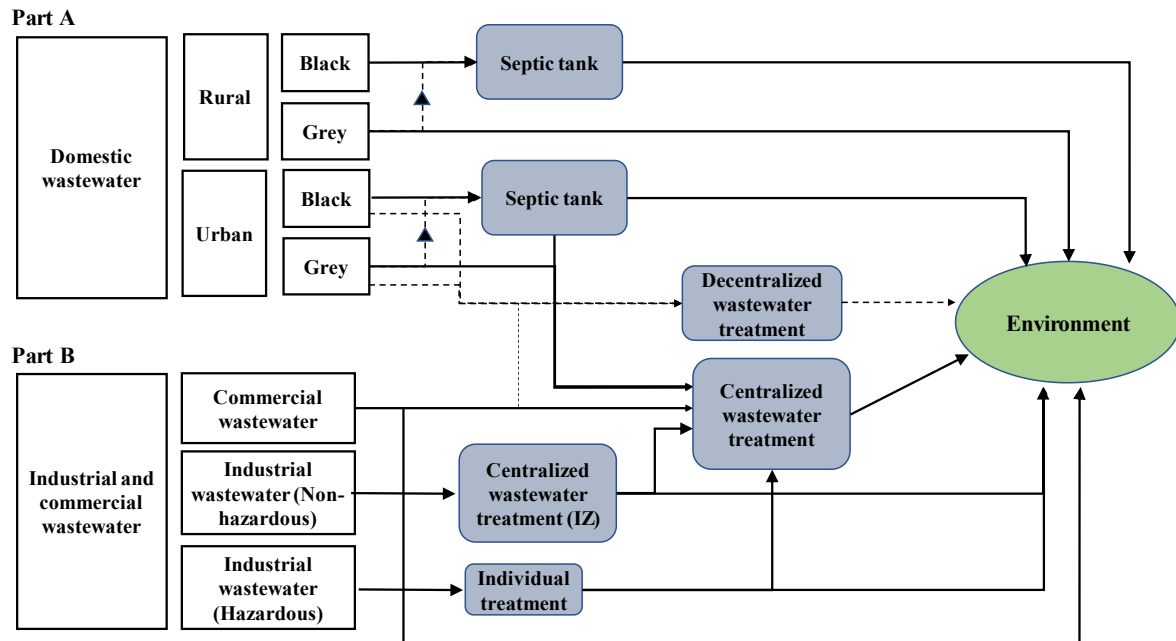 Part A
Domestic
wastewater
Rural
Black
Grey
Septic tank
Urban
Black
Grey
Septic tank
Decentralized
wastewater
treatment
Environment
Part B
Industrial and
commercial
wastewater
Commercial
wastewater
Industrial
wastewater (Non-
hazardous)
Industrial
wastewater
(Hazardous)
Centralized
wastewater
treatment (IZ)
Individual
treatment
Centralized
wastewater
treatment